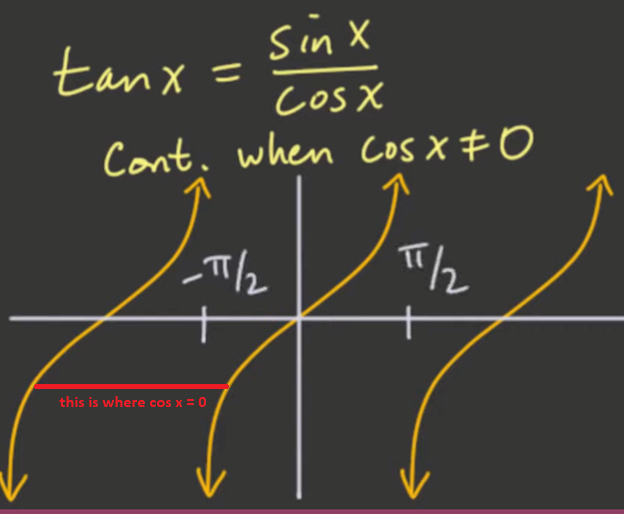 tan x = sin x / cos x
Cont. when cos x ≠ 0
-π/2
π/2
this is where cos x = 0